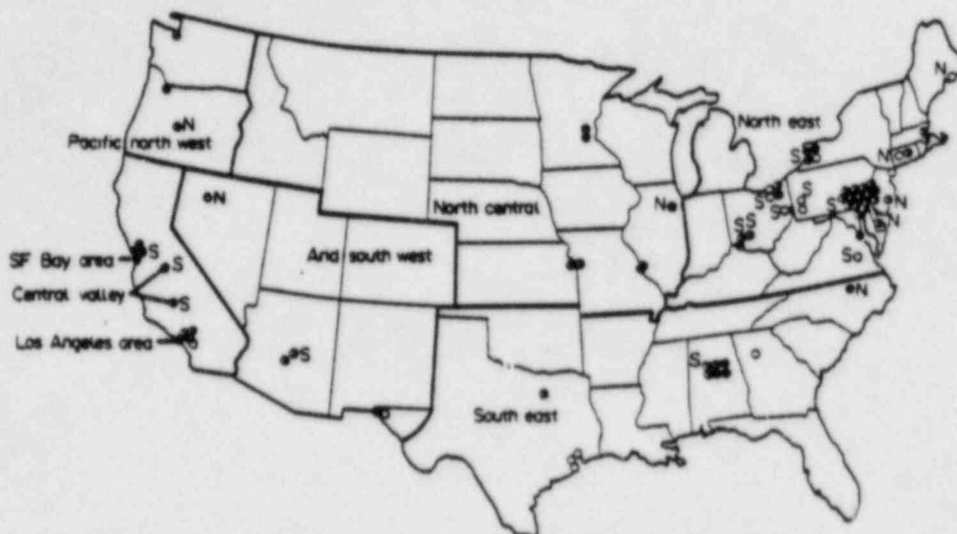 N
North east
N
Pacific north west
S
N
S
N
North central
N
S
S
S
S
N
N
S
S
SF Bay area
S
Arid south west
So
Central valley
S
N
Los Angeles area
S
S
South east